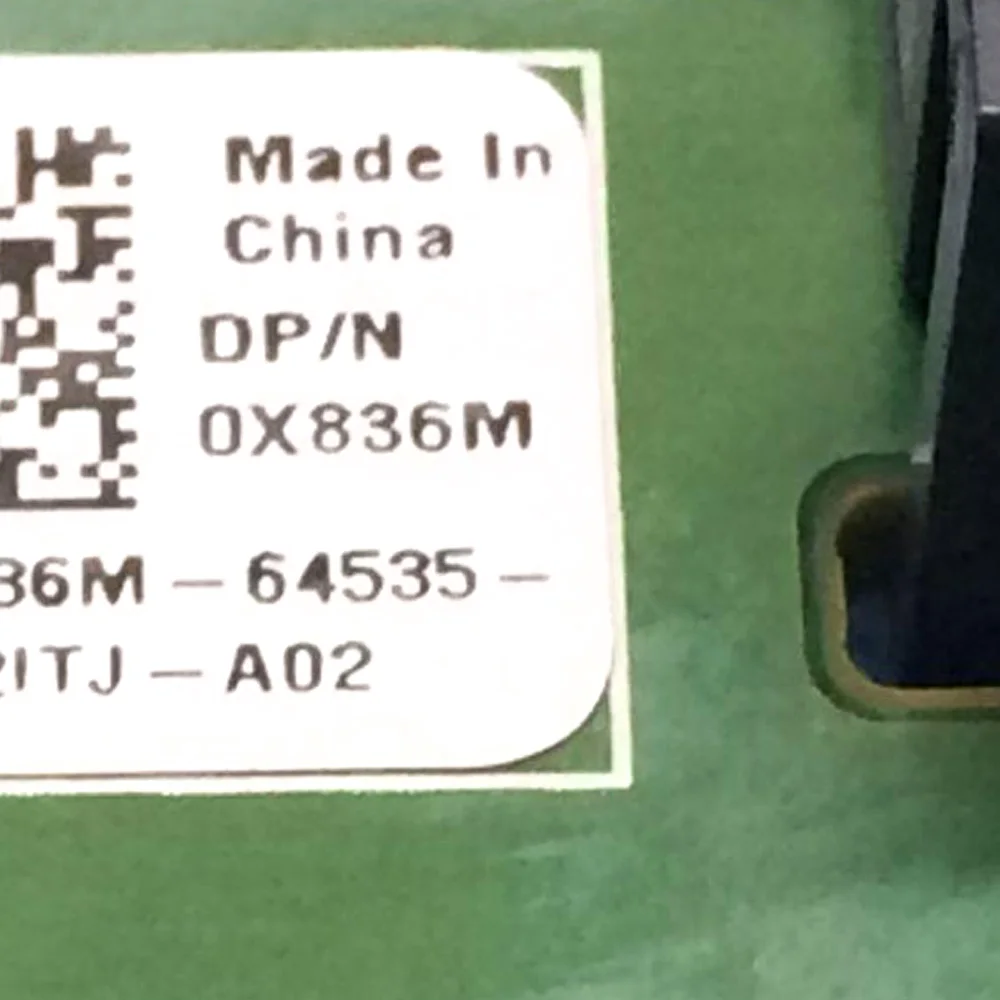 Made In
China
DP/N
0X836M
36M - 64535 -
ITJ - A02